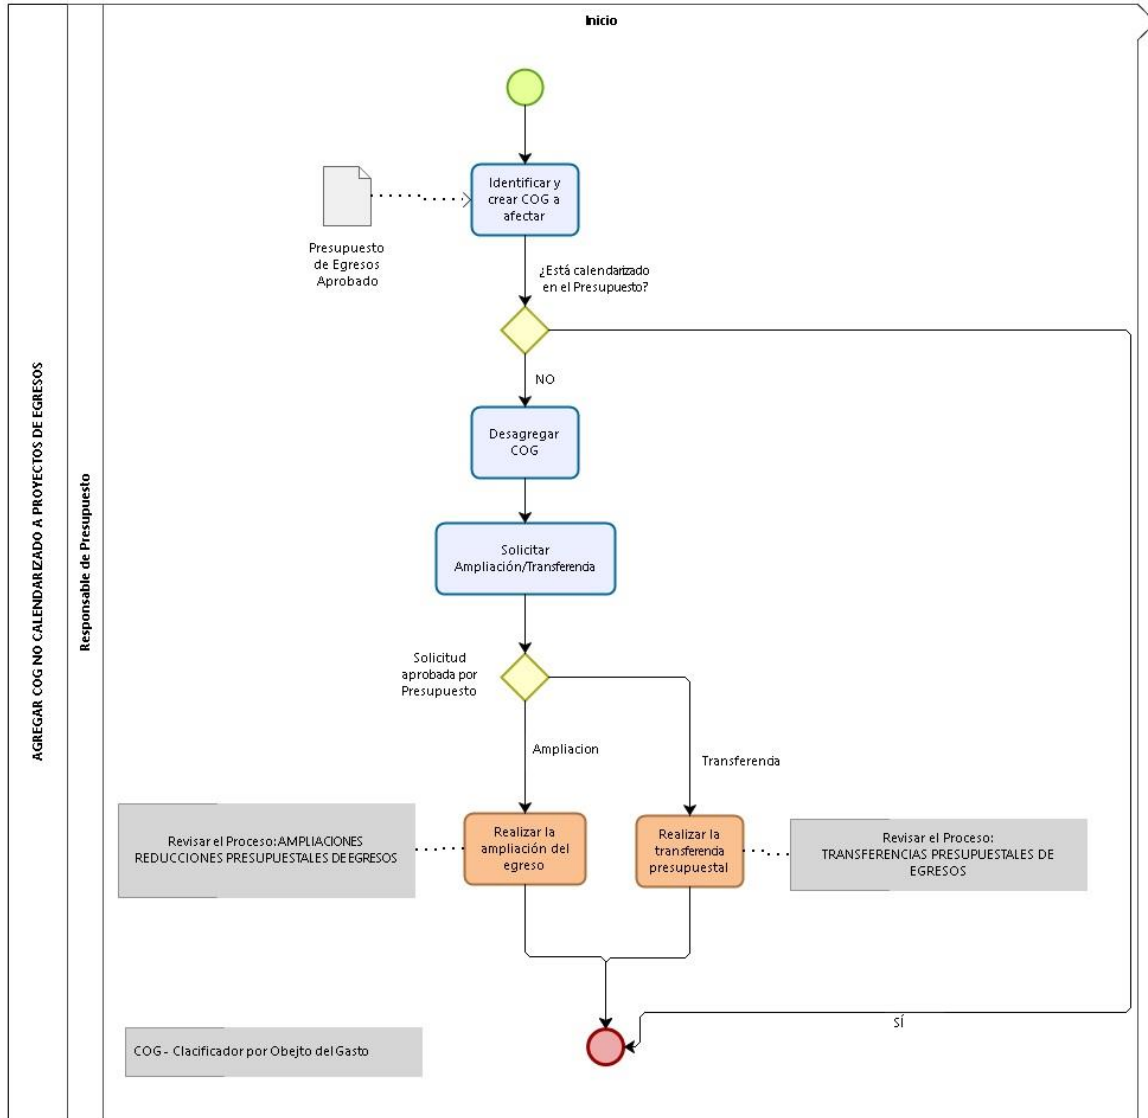 Inicio
AGREGAR COG NO CALENDARIZADO A PROYECTOS DE EGRESOS
Responsable de Presupuesto
Identificar y
crear COG a
afectar
Presupuesto
de Egresos
Aprobado
¿Está calendarizado
en el Presupuesto?
NO
Desagregar
COG
Solicitar
Ampliación/Transferencia
Solicitud
aprobada por
Presupuesto
Ampliacion
Transferencia
Revisar el Proceso:AMPLIACIONES
REDUCCIONES PRESUPUESTALES DE EGRESOS
Realizar la
ampliación del
egreso
Realizar la
transferencia
presupuestal
Revisar el Proceso:
TRANSFERENCIAS PRESUPUESTALES DE
EGRESOS
SÍ
COG - Clacificador por Obejto del Gasto